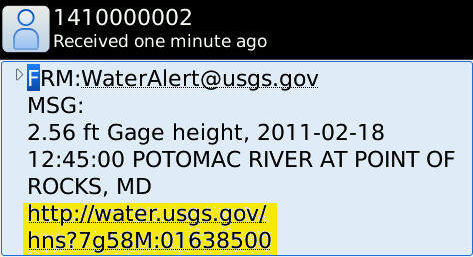 1410000002
Received one minute ago
FRM:WaterAlert@usgs.gov
MSG:
2.56 ft Gage height, 2011-02-18
12:45:00 POTOMAC RIVER AT POINT OF
ROCKS, MD
http://water.usgs.gov/
hns?7g58M:01638500